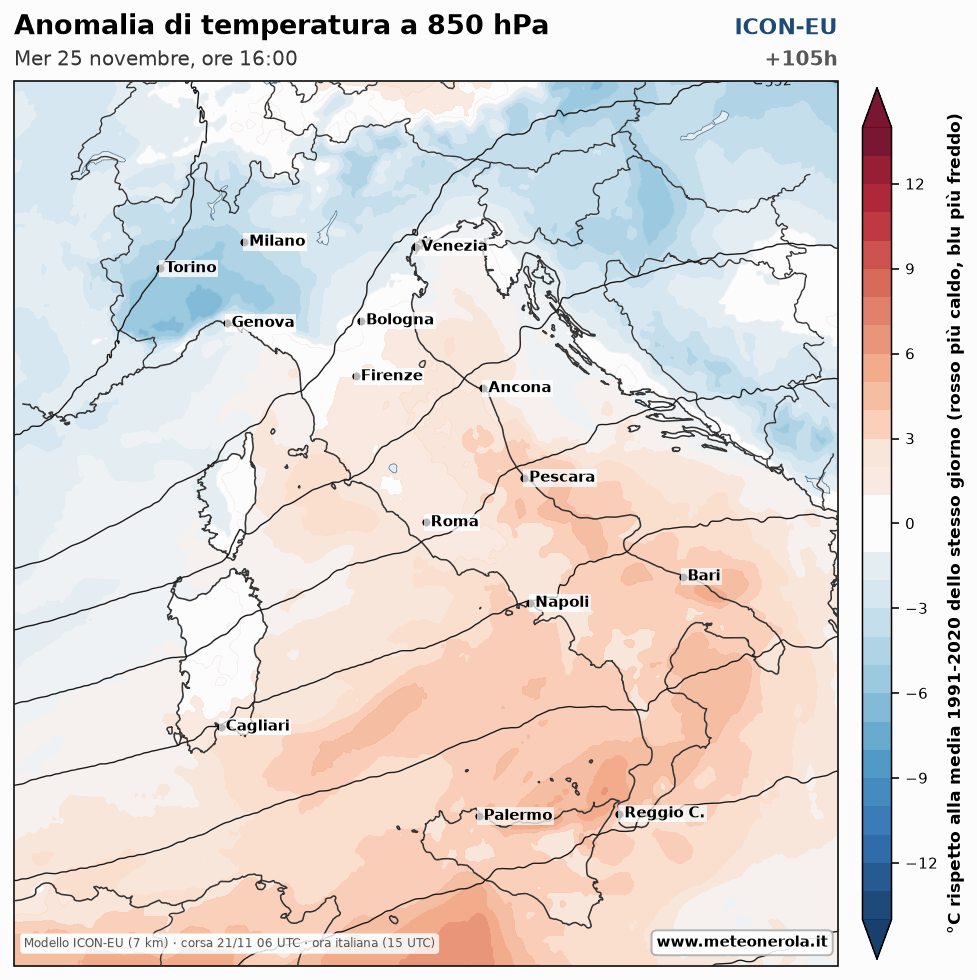 Anomalia di temperatura a 850 hPa
ICON-EU
Mer 25 novembre, ore 16:00
+105h
Milano
Venezia
Torino
Genova
Bologna
Firenze
Ancona
Pescara
Roma
Bari
Napoli
Cagliari
Palermo
Reggio C.
Modello ICON-EU (7 km) · corsa 21/11 06 UTC · ora italiana (15 UTC)
www.meteonerola.it
12
9
6
3
0
−3
−6
−9
−12
°C rispetto alla media 1991-2020 dello stesso giorno (rosso più caldo, blu più freddo)